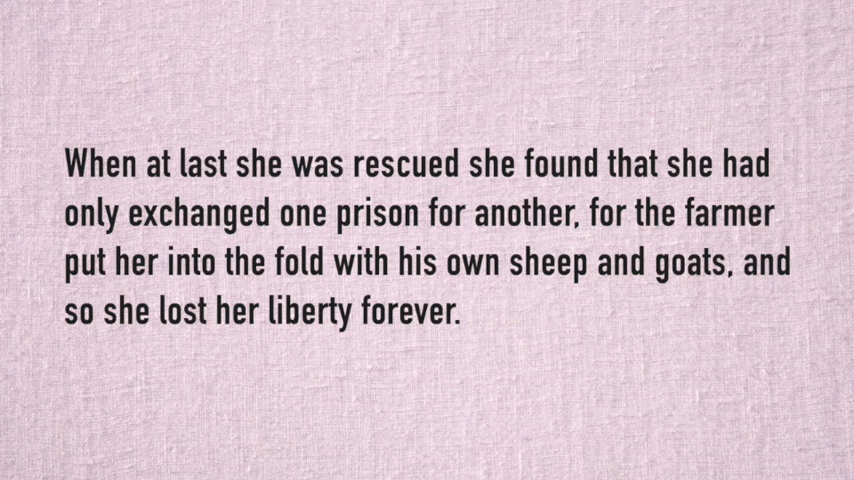 When at last she was rescued she found that she had
only exchanged one prison for another, for the farmer
put her into the fold with his own sheep and goats, and
so she lost her liberty forever.